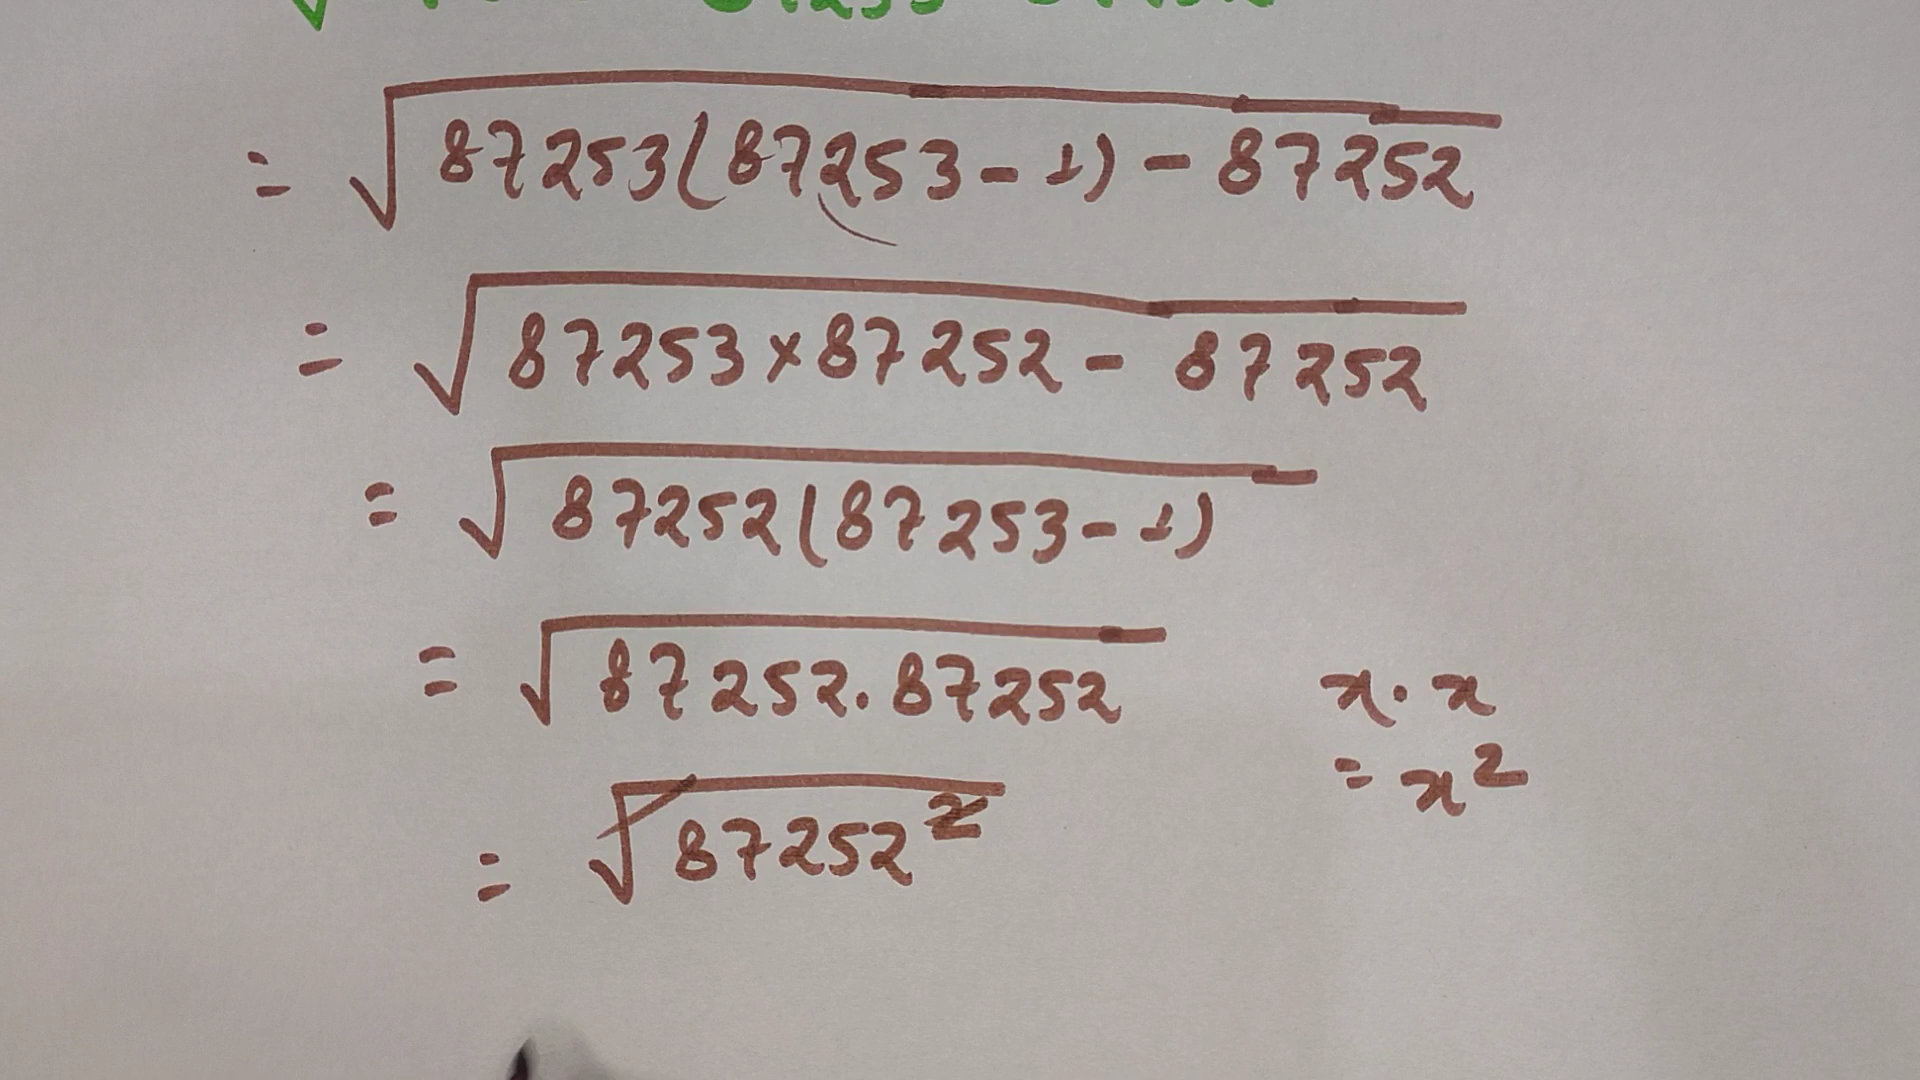 = √87253(87253-1) - 87252
= √87253×87252 - 87252
= √87252(87253-1)
= √87252.87252
x.x
= x²
= √87252²